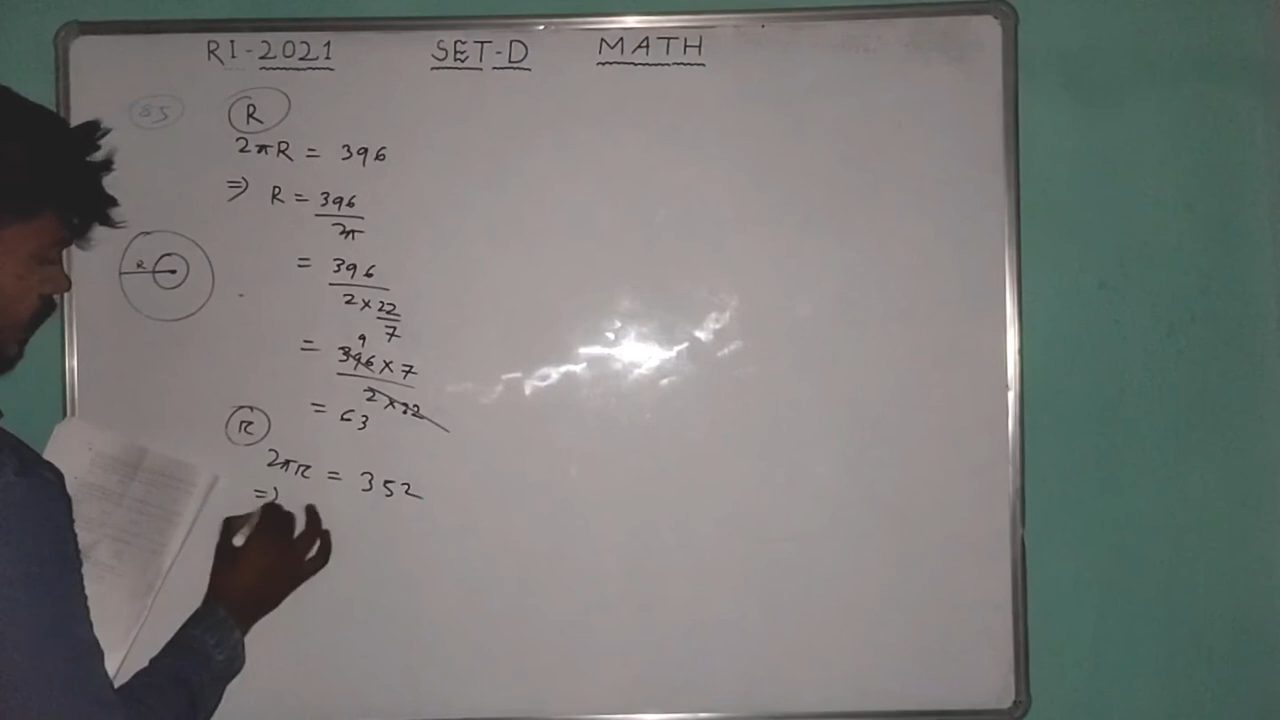 RI-2021 SET-D MATH
85
R
2πR = 396
⇒ R = 396/2π
= 396/(2 × 22/7)
9
= 396 × 7/(2 × 22)
= 63
R
r
2πr = 352
⇒